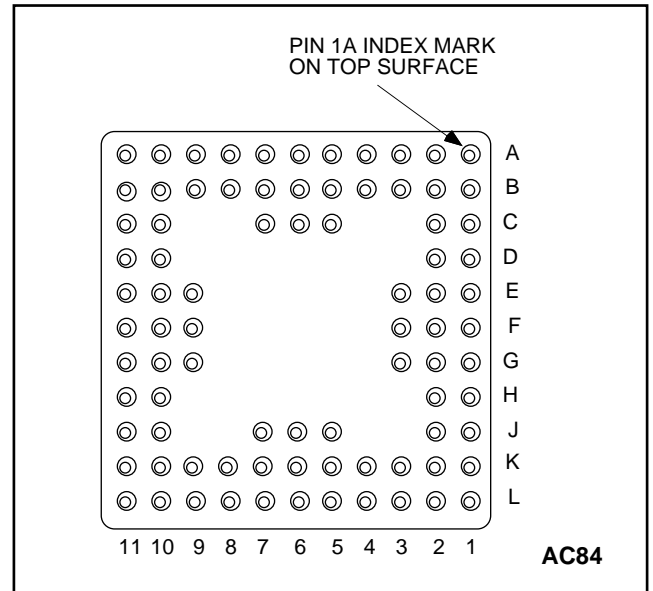 PIN 1A INDEX MARK
ON TOP SURFACE
A
B
C
D
E
F
G
H
J
K
L
11 10 9 8 7 6 5 4 3 2 1
AC84